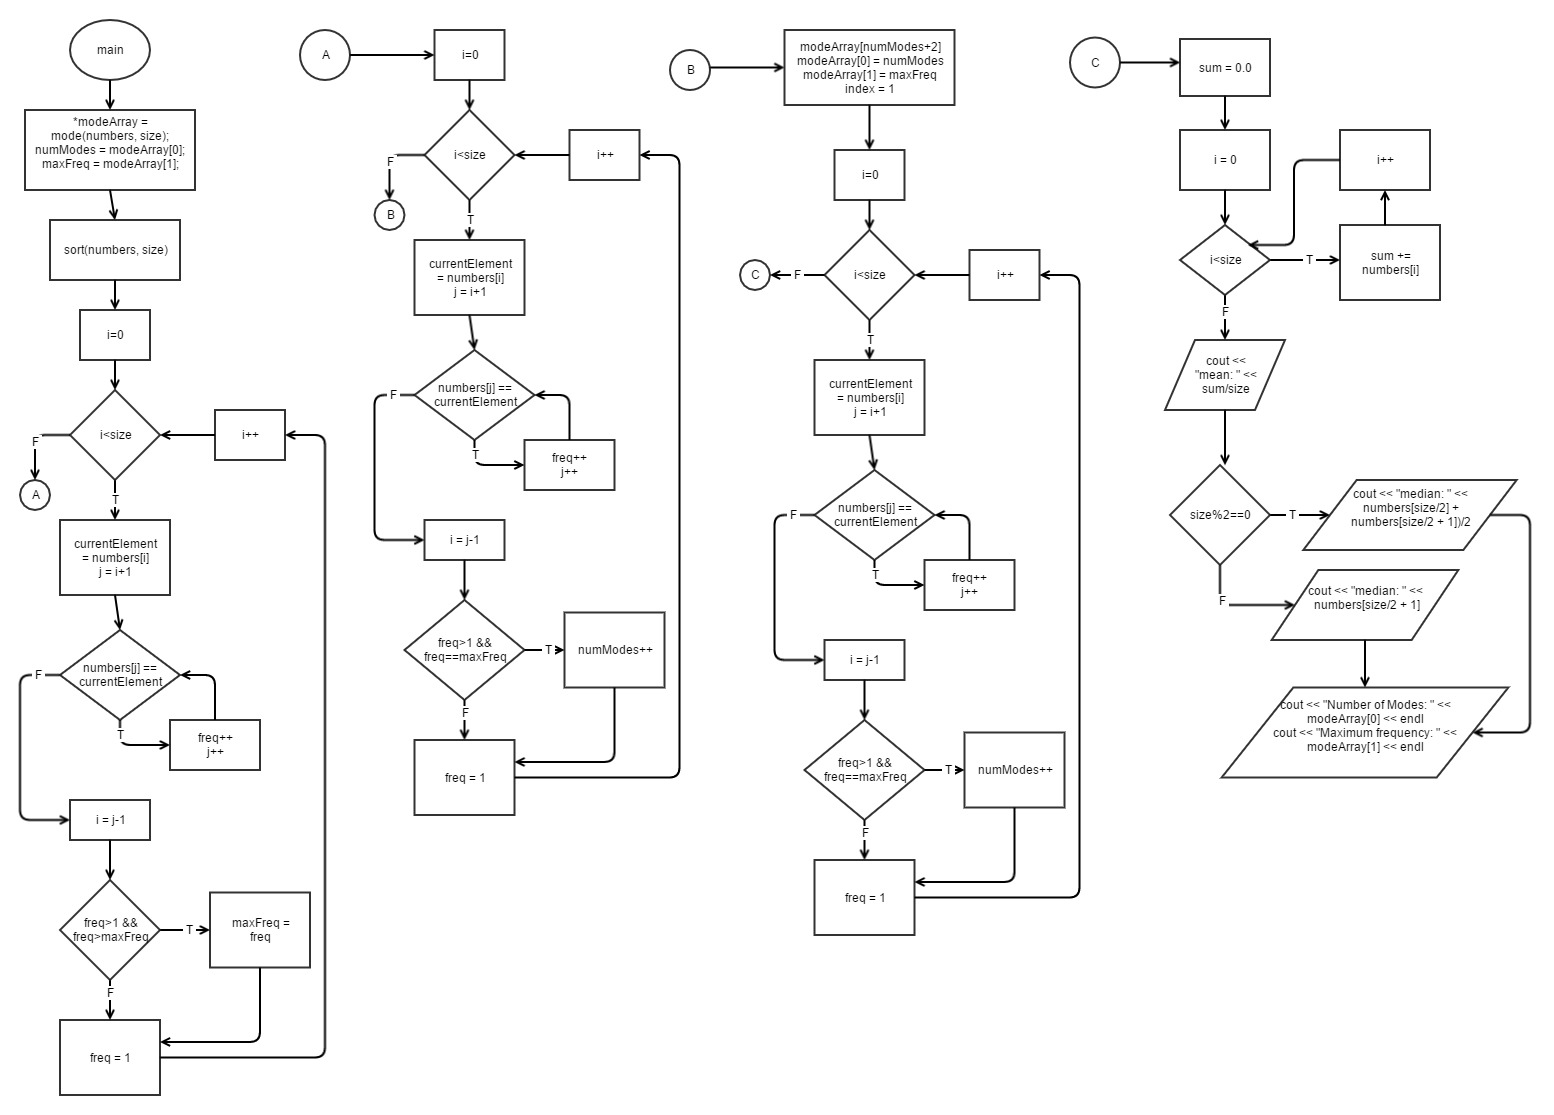 main
*modeArray =
mode(numbers, size);
numModes = modeArray[0];
maxFreq = modeArray[1];
sort(numbers, size)
i=0
i<size
i++
F
A
T
currentElement
= numbers[i]
j = i+1
numbers[j] ==
currentElement
F
T
freq++
j++
i = j-1
freq>1 &&
freq>maxFreq
T
maxFreq =
freq
F
freq = 1
A
i=0
i<size
i++
F
B
T
currentElement
= numbers[i]
j = i+1
numbers[j] ==
currentElement
F
T
freq++
j++
i = j-1
freq>1 &&
freq==maxFreq
T
numModes++
F
freq = 1
B
modeArray[numModes+2]
modeArray[0] = numModes
modeArray[1] = maxFreq
index = 1
i=0
i<size
i++
F
C
T
currentElement
= numbers[i]
j = i+1
numbers[j] ==
currentElement
F
T
freq++
j++
i = j-1
freq>1 &&
freq==maxFreq
T
numModes++
F
freq = 1
C
sum = 0.0
i = 0
i++
i<size
T
sum +=
numbers[i]
F
cout <<
"mean: " <<
sum/size
size%2==0
T
cout << "median: " <<
numbers[size/2] +
numbers[size/2 + 1])/2
F
cout << "median: " <<
numbers[size/2 + 1]
cout << "Number of Modes: " <<
modeArray[0] << endl
cout << "Maximum frequency: " <<
modeArray[1] << endl